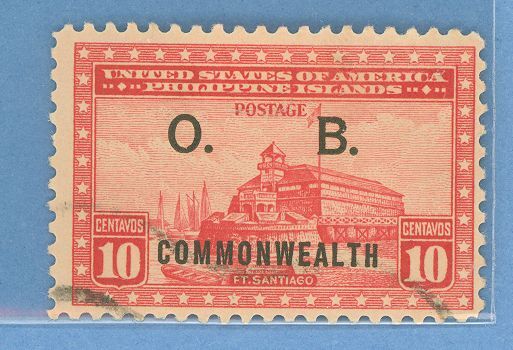 UNITED STATES OF AMERICA
PHILIPPINE ISLANDS
POSTAGE
O. B.
CENTAVOS CENTAVOS
COMMONWEALTH
10 10
FT. SANTIAGO